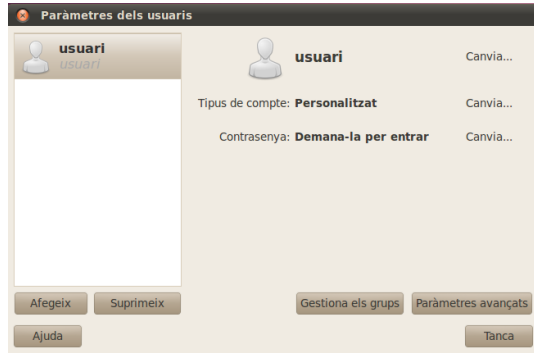 Paràmetres dels usuaris
usuari
usuari
usuari Canvia...
Tipus de compte: Personalitzat Canvia...
Contrasenya: Demana-la per entrar Canvia...
Afegeix Suprimeix Gestiona els grups Paràmetres avançats
Ajuda Tanca